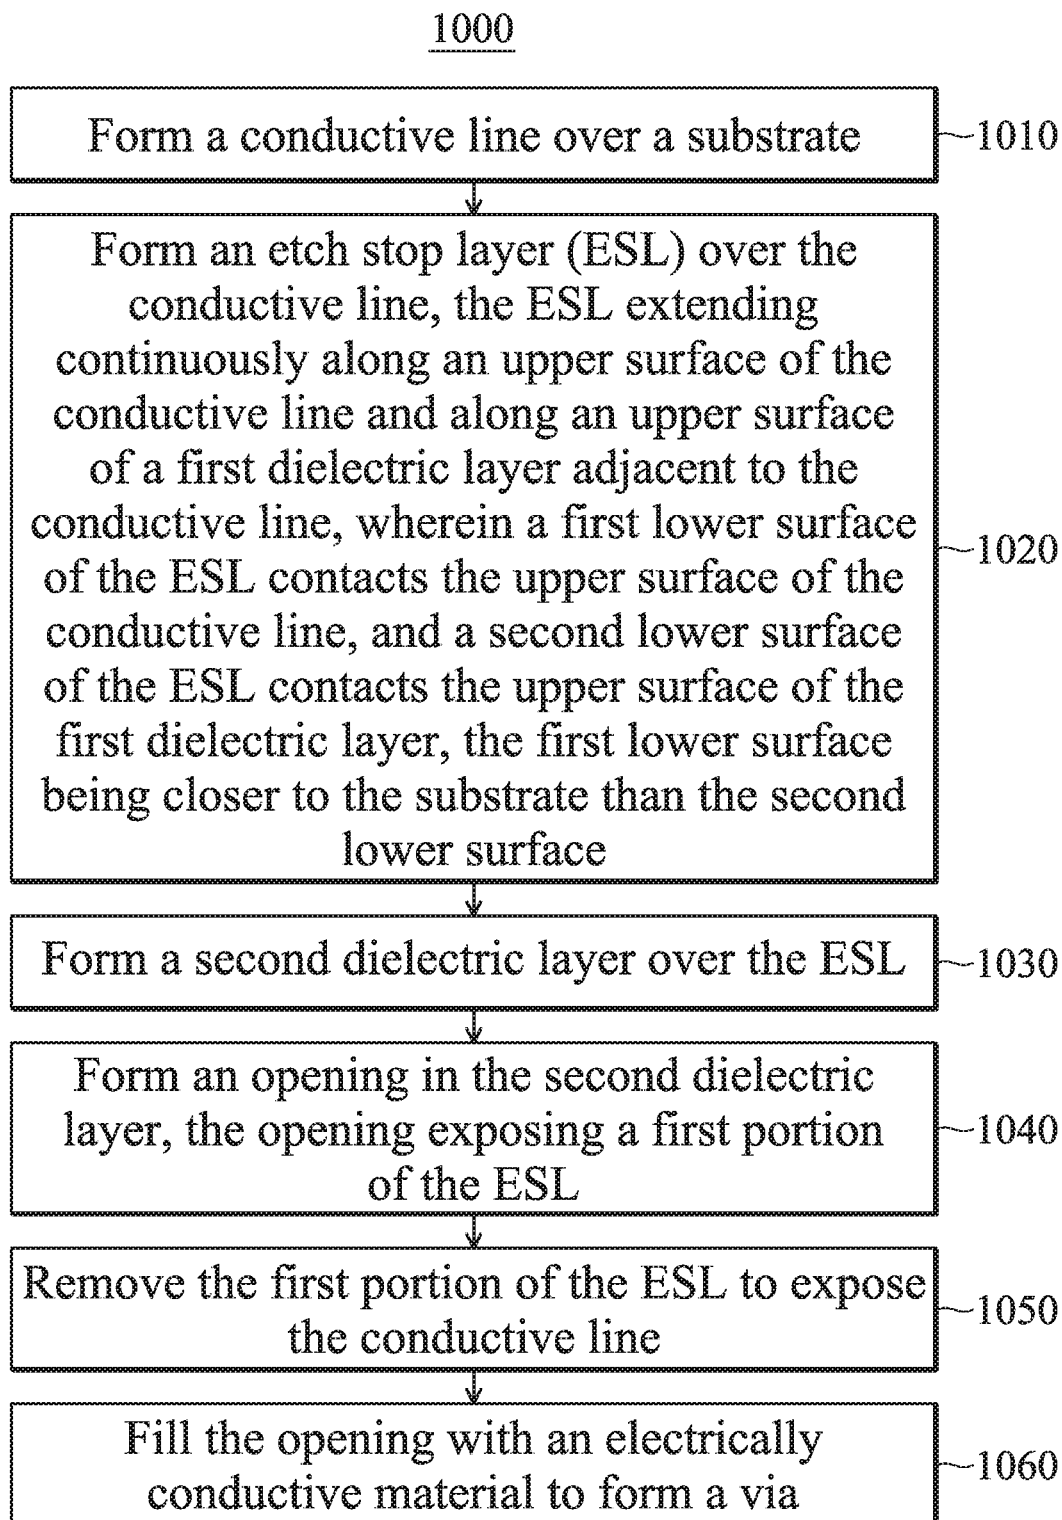 1000
Form a conductive line over a substrate
1010
Form an etch stop layer (ESL) over the
conductive line, the ESL extending
continuously along an upper surface of the
conductive line and along an upper surface
of a first dielectric layer adjacent to the
conductive line, wherein a first lower surface
of the ESL contacts the upper surface of the
conductive line, and a second lower surface
of the ESL contacts the upper surface of the
first dielectric layer, the first lower surface
being closer to the substrate than the second
lower surface
1020
Form a second dielectric layer over the ESL
1030
Form an opening in the second dielectric
layer, the opening exposing a first portion
of the ESL
1040
Remove the first portion of the ESL to expose
the conductive line
1050
Fill the opening with an electrically
conductive material to form a via
1060